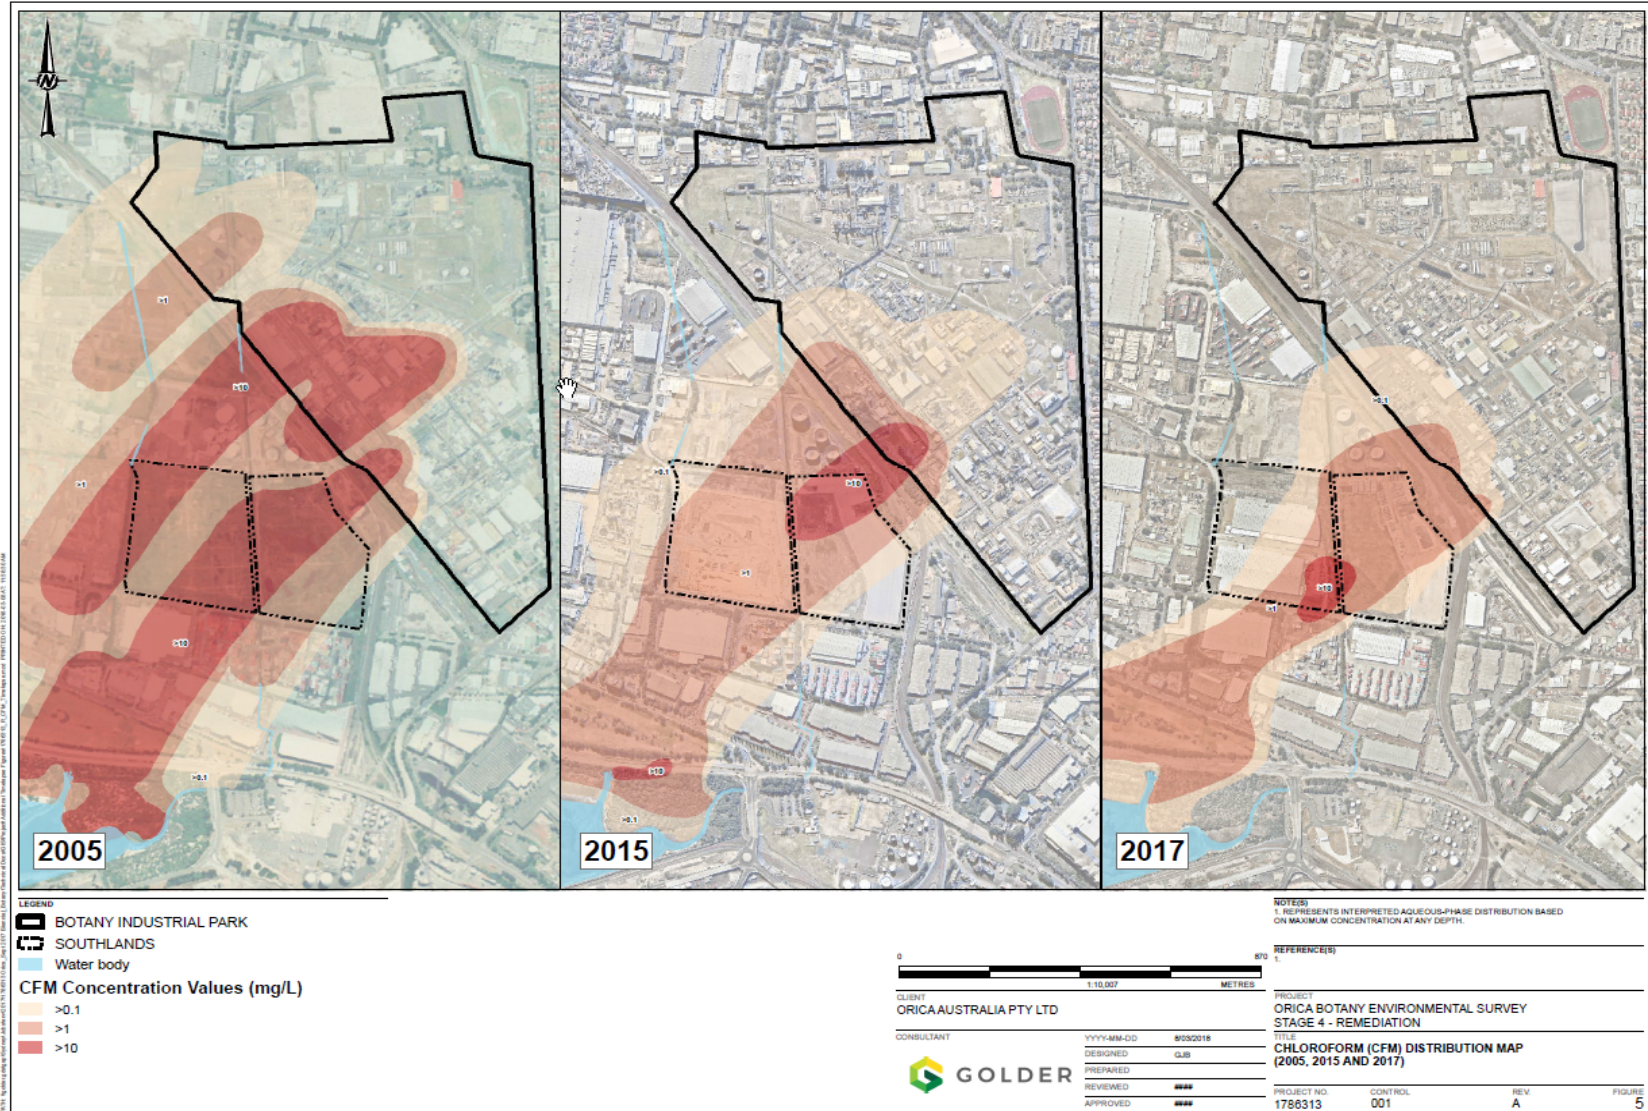 N
>1
>10
>1
>10
>0.1
2005
>0.1
>10
>1
>10
>0.1
2015
>0.1
>10
>1
2017
LEGEND
BOTANY INDUSTRIAL PARK
SOUTHLANDS
Water body
CFM Concentration Values (mg/L)
>0.1
>1
>10
0 870
1:10,007 METRES
CLIENT
ORICA AUSTRALIA PTY LTD
CONSULTANT
GOLDER
YYYY-MM-DD 8/03/2018
DESIGNED GJB
PREPARED
REVIEWED ####
APPROVED ####
NOTE(S)
1. REPRESENTS INTERPRETED AQUEOUS-PHASE DISTRIBUTION BASED
ON MAXIMUM CONCENTRATION AT ANY DEPTH.
REFERENCE(S)
1.
PROJECT
ORICA BOTANY ENVIRONMENTAL SURVEY
STAGE 4 - REMEDIATION
TITLE
CHLOROFORM (CFM) DISTRIBUTION MAP
(2005, 2015 AND 2017)
PROJECT NO. CONTROL REV. FIGURE
1786313 001 A 5